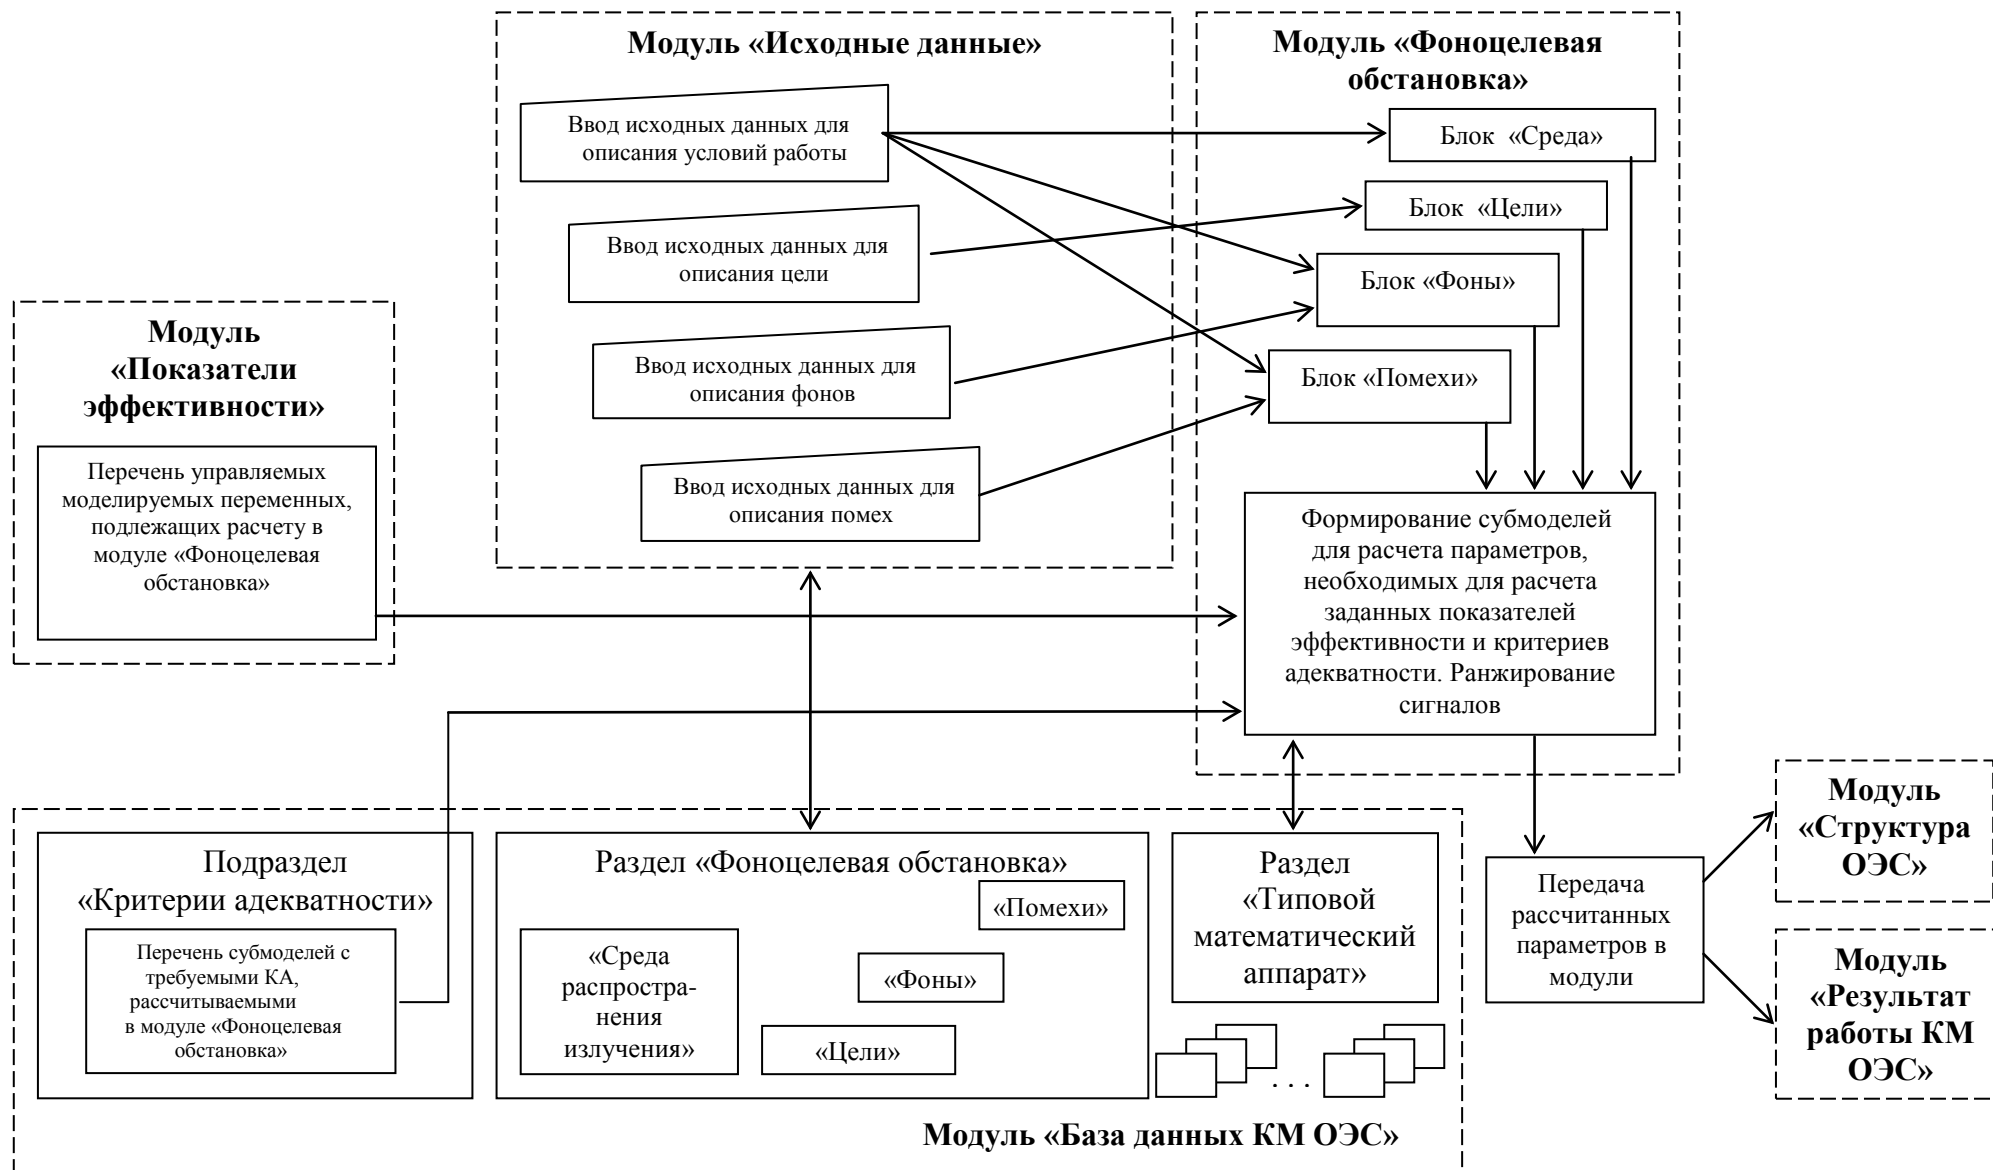 Модуль «Исходные данные»
Ввод исходных данных для
описания условий работы
Ввод исходных данных для
описания цели
Ввод исходных данных для
описания фонов
Ввод исходных данных для
описания помех
Модуль «Фоноцелевая
обстановка»
Блок «Среда»
Блок «Цели»
Блок «Фоны»
Блок «Помехи»
Формирование субмоделей
для расчета параметров,
необходимых для расчета
заданных показателей
эффективности и критериев
адекватности. Ранжирование
сигналов
Модуль
«Показатели
эффективности»
Перечень управляемых
моделируемых переменных,
подлежащих расчету в
модуле «Фоноцелевая
обстановка»
Подраздел
«Критерии адекватности»
Перечень субмоделей с
требуемыми КА,
рассчитываемыми
в модуле «Фоноцелевая
обстановка»
Раздел «Фоноцелевая обстановка»
«Помехи»
«Среда
распростра-
нения
излучения»
«Фоны»
«Цели»
Раздел
«Типовой
математический
аппарат»
. . .
Модуль «База данных КМ ОЭС»
Передача
рассчитанных
параметров в
модули
Модуль
«Структура
ОЭС»
Модуль
«Результат
работы КМ
ОЭС»